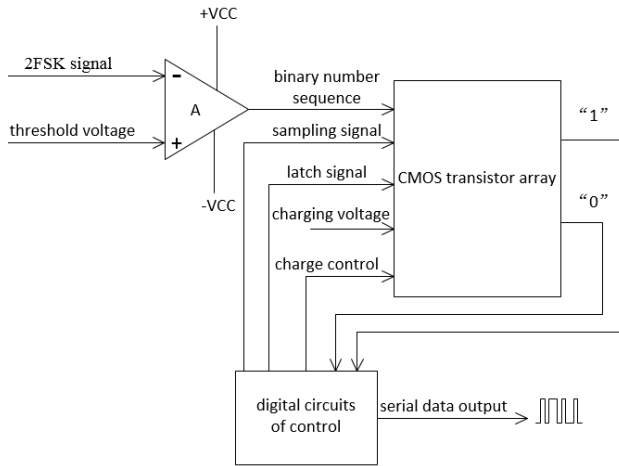 +VCC
2FSK signal
-
A
threshold voltage
+
-VCC
binary number
sequence
sampling signal
latch signal
charging voltage
charge control
CMOS transistor array
“1”
“0”
digital circuits
of control
serial data output